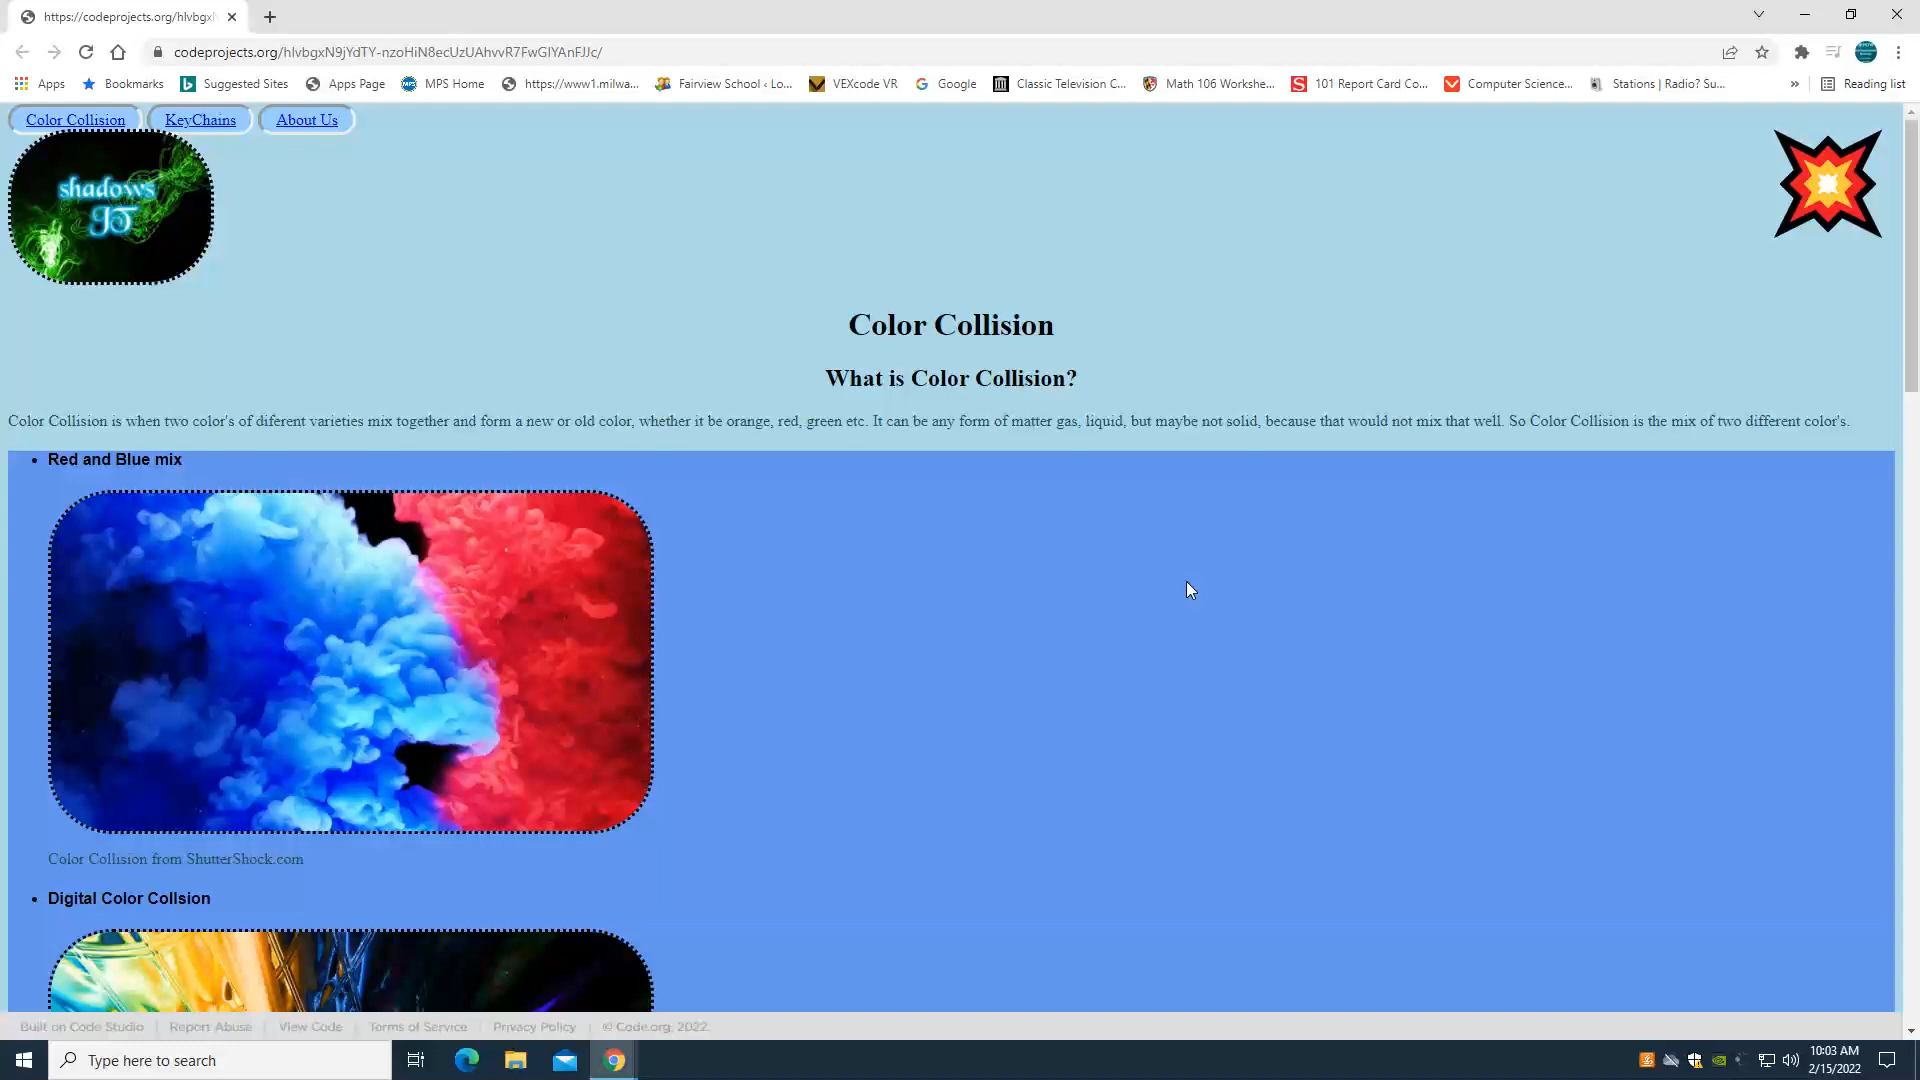 https://codeprojects.org/hlvbgxN
codeprojects.org/hlvbgxN9jYdTY-nzoHiN8ecUzUAhvvR7FwGlYAnFJJc/
Apps Bookmarks Suggested Sites Apps Page MPS Home https://www1.milwa... Fairview School ‹ Lo... VEXcode VR Google Classic Television C... Math 106 Workshe... 101 Report Card Co... Computer Science... Stations | Radio? Su... » Reading list
Color Collision KeyChains About Us
shadows
JT
Color Collision
What is Color Collision?
Color Collision is when two color's of diferent varieties mix together and form a new or old color, whether it be orange, red, green etc. It can be any form of matter gas, liquid, but maybe not solid, because that would not mix that well. So Color Collision is the mix of two different color's.
• Red and Blue mix
Color Collision from ShutterShock.com
• Digital Color Collsion
Built on Code Studio | Report Abuse | View Code | Terms of Service | Privacy Policy | © Code.org, 2022.
Type here to search
10:03 AM
2/15/2022